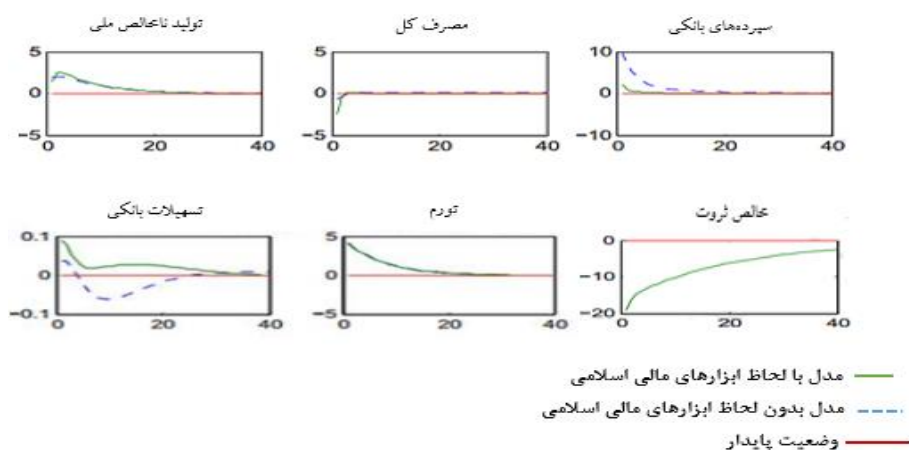 تولید ناخالص ملی
مصرف کل
سپرده‌های بانکی
5
0
−5
0 20 40
5
0
−5
0 20 40
10
0
−10
0 20 40
تسهیلات بانکی
تورم
خالص ثروت
0.1
0
−0.1
0 20 40
5
0
−5
0 20 40
0
−10
−20
0 20 40
مدل با لحاظ ابزارهای مالی اسلامی
مدل بدون لحاظ ابزارهای مالی اسلامی
وضعیت پایدار